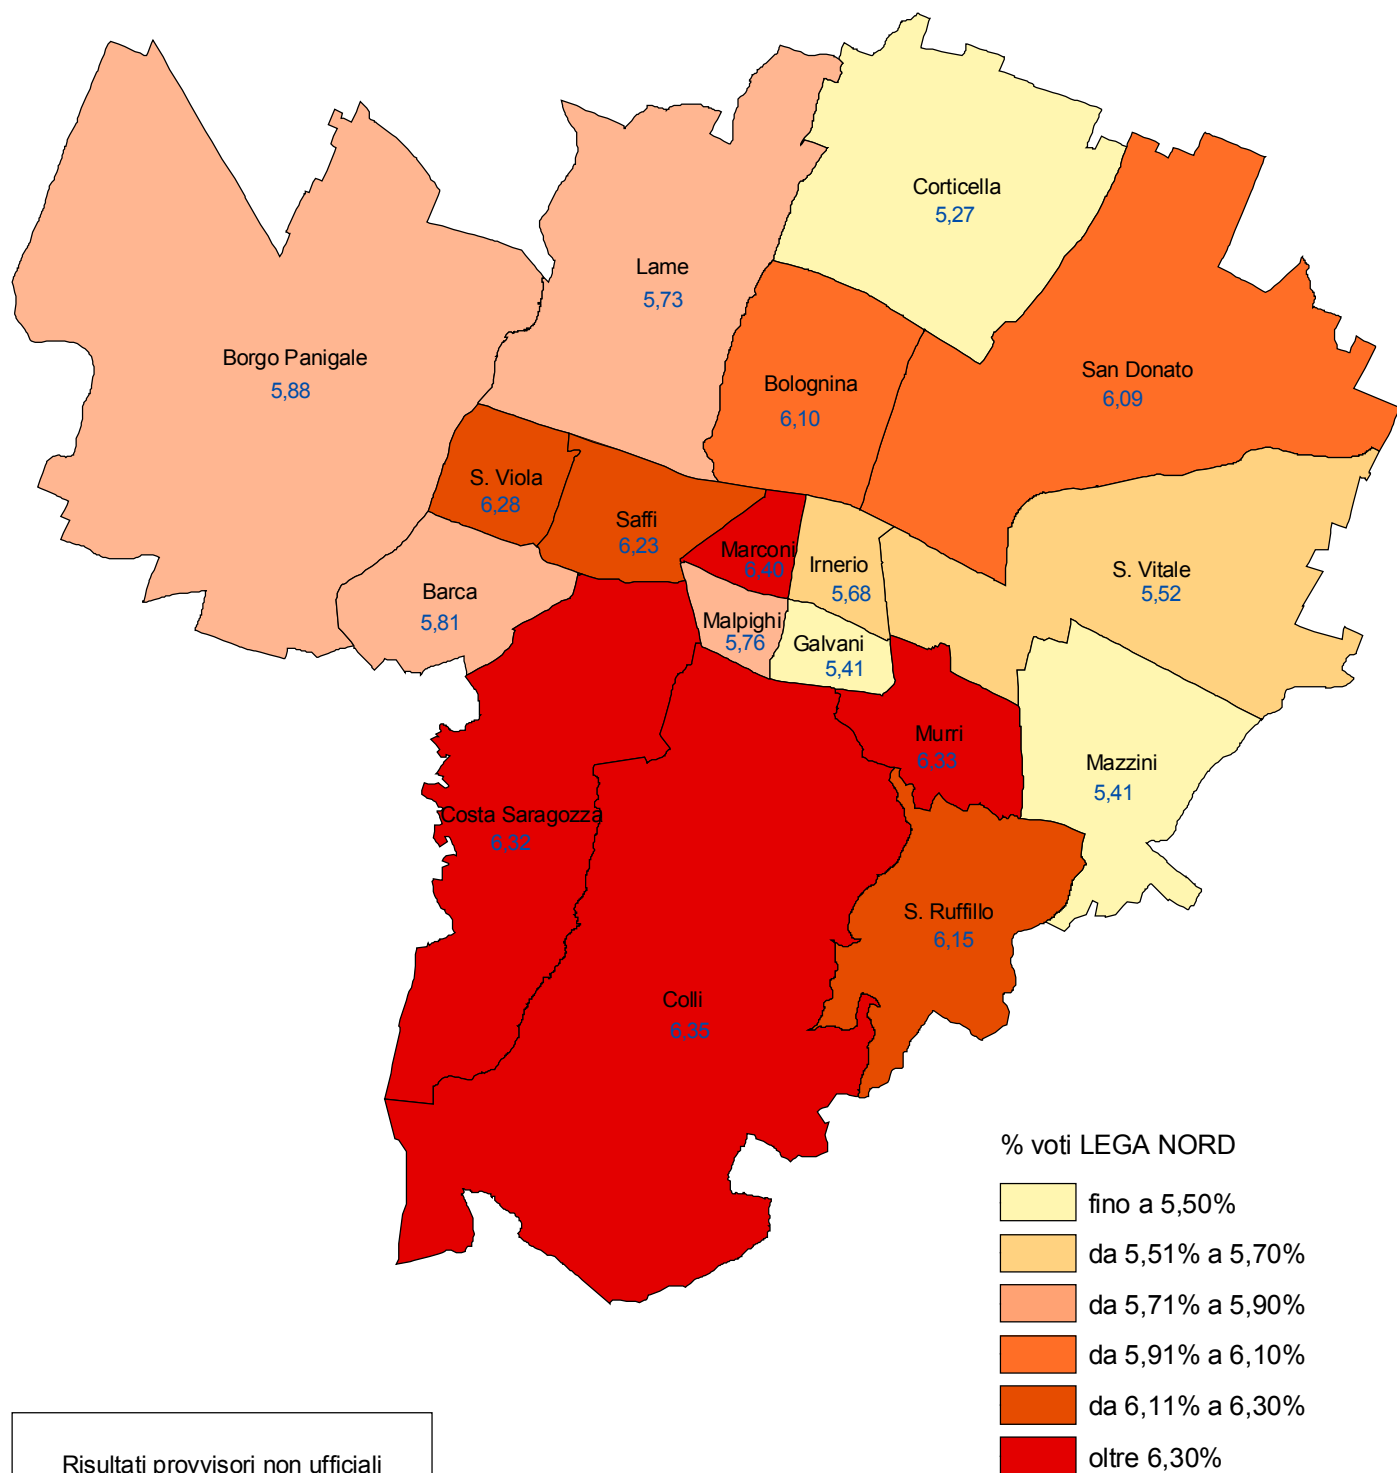 Corticella
5,27
Lame
5,73
Borgo Panigale
5,88
Bolognina
6,10
San Donato
6,09
S. Viola
6,28
Saffi
6,23
Marconi
6,40
Irnerio
5,68
S. Vitale
5,52
Barca
5,81
Malpighi
5,76
Galvani
5,41
Murri
6,33
Mazzini
5,41
Costa Saragozza
6,32
S. Ruffillo
6,15
Colli
6,35
% voti LEGA NORD
fino a 5,50%
da 5,51% a 5,70%
da 5,71% a 5,90%
da 5,91% a 6,10%
da 6,11% a 6,30%
oltre 6,30%
Risultati provvisori non ufficiali